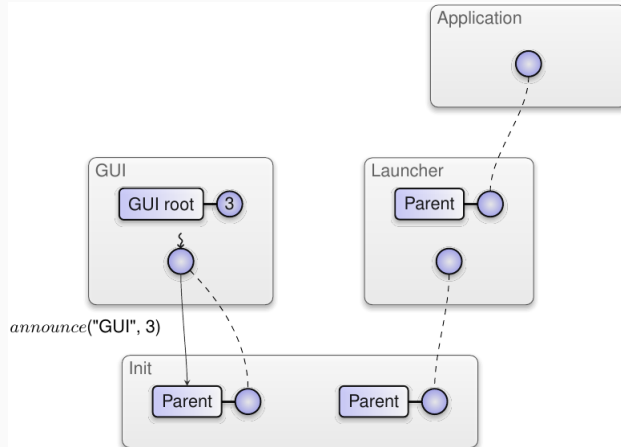 Application
GUI
Launcher
GUI root
3
Parent
announce("GUI", 3)
Init
Parent
Parent